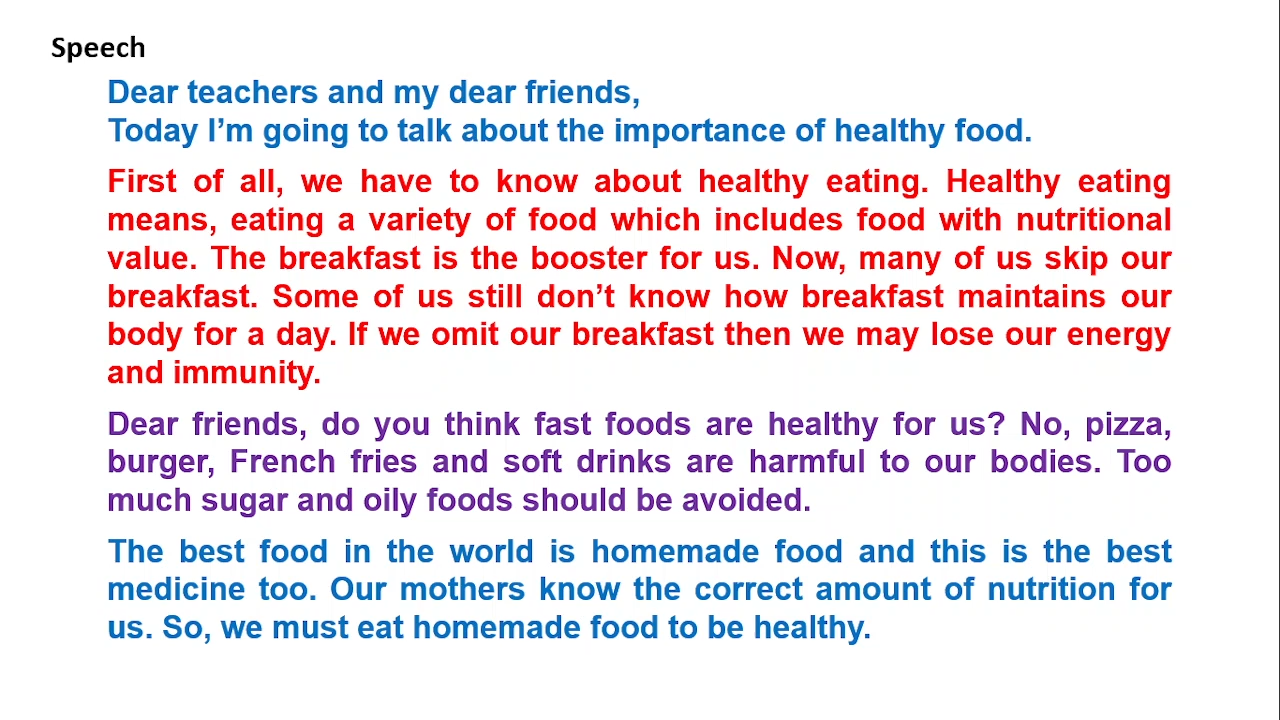 Speech
Dear teachers and my dear friends,
Today I’m going to talk about the importance of healthy food.
First of all, we have to know about healthy eating. Healthy eating
means, eating a variety of food which includes food with nutritional
value. The breakfast is the booster for us. Now, many of us skip our
breakfast. Some of us still don’t know how breakfast maintains our
body for a day. If we omit our breakfast then we may lose our energy
and immunity.
Dear friends, do you think fast foods are healthy for us? No, pizza,
burger, French fries and soft drinks are harmful to our bodies. Too
much sugar and oily foods should be avoided.
The best food in the world is homemade food and this is the best
medicine too. Our mothers know the correct amount of nutrition for
us. So, we must eat homemade food to be healthy.